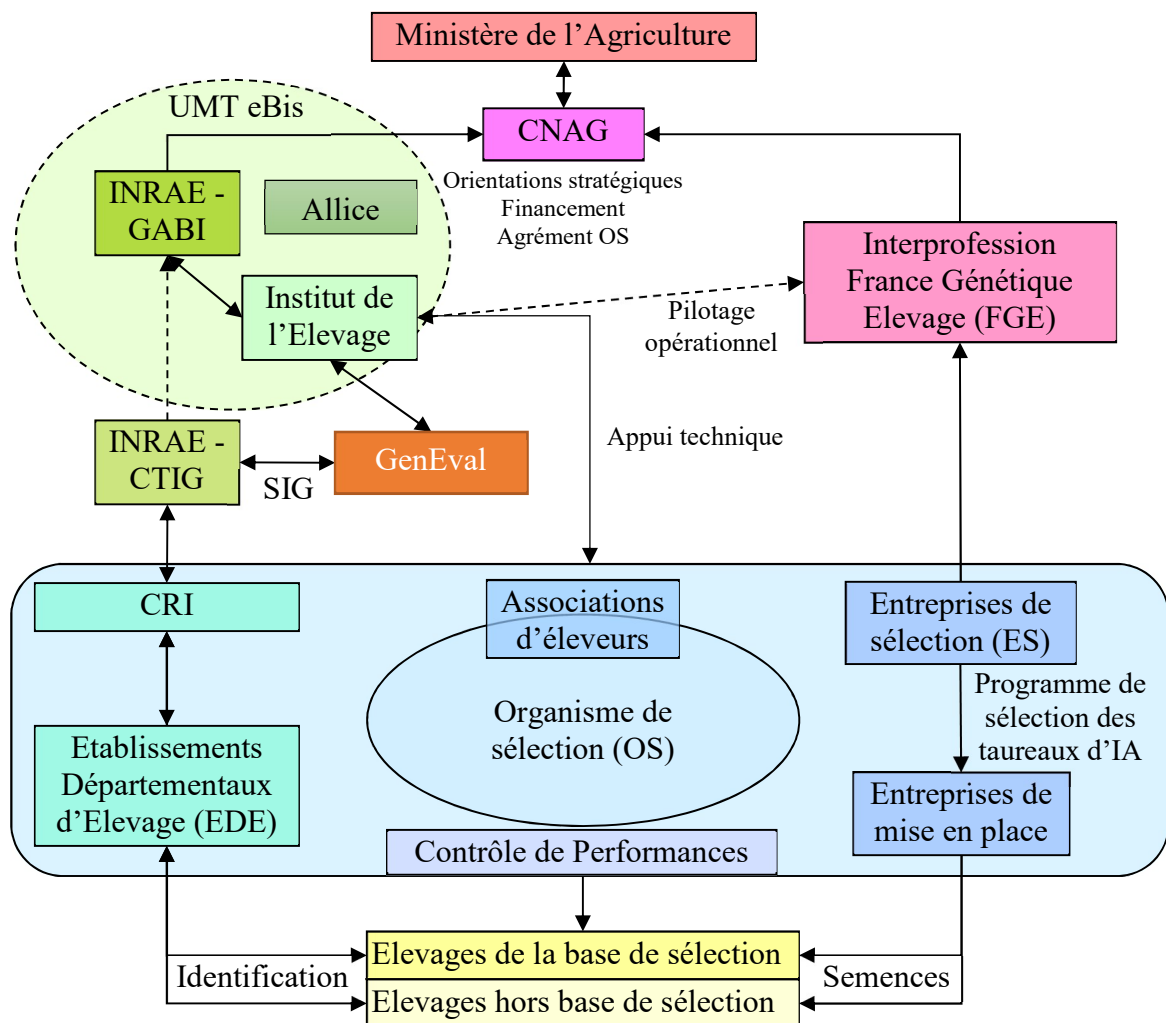 Ministère de l’Agriculture
UMT eBis
CNAG
Orientations stratégiques
Financement
Agrément OS
INRAE -
GABI
Allice
Institut de
l’Elevage
Interprofession
France Génétique
Elevage (FGE)
Pilotage
opérationnel
INRAE -
CTIG
SIG
GenEval
Appui technique
CRI
Associations
d’éleveurs
Entreprises de
sélection (ES)
Organisme de
sélection (OS)
Programme de
sélection des
taureaux d’IA
Etablissements
Départementaux
d’Elevage (EDE)
Entreprises de
mise en place
Contrôle de Performances
Identification
Elevages de la base de sélection
Elevages hors base de sélection
Semences